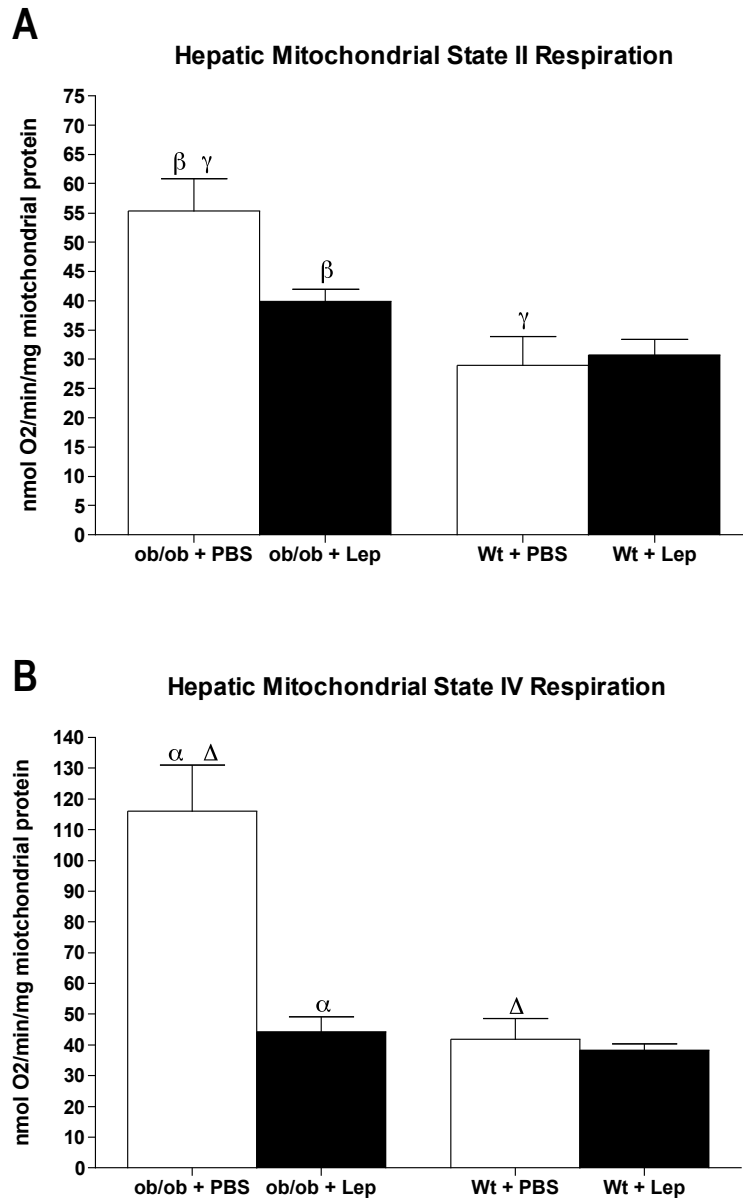 A
Hepatic Mitochondrial State II Respiration
nmol O2/min/mg miotchondrial protein
75
70
65
60
55
50
45
40
35
30
25
20
15
10
5
0
β γ
β
γ
ob/ob + PBS ob/ob + Lep Wt + PBS Wt + Lep
B
Hepatic Mitochondrial State IV Respiration
nmol O2/min/mg miotchondrial protein
140
130
120
110
100
90
80
70
60
50
40
30
20
10
0
α Δ
α
Δ
ob/ob + PBS ob/ob + Lep Wt + PBS Wt + Lep